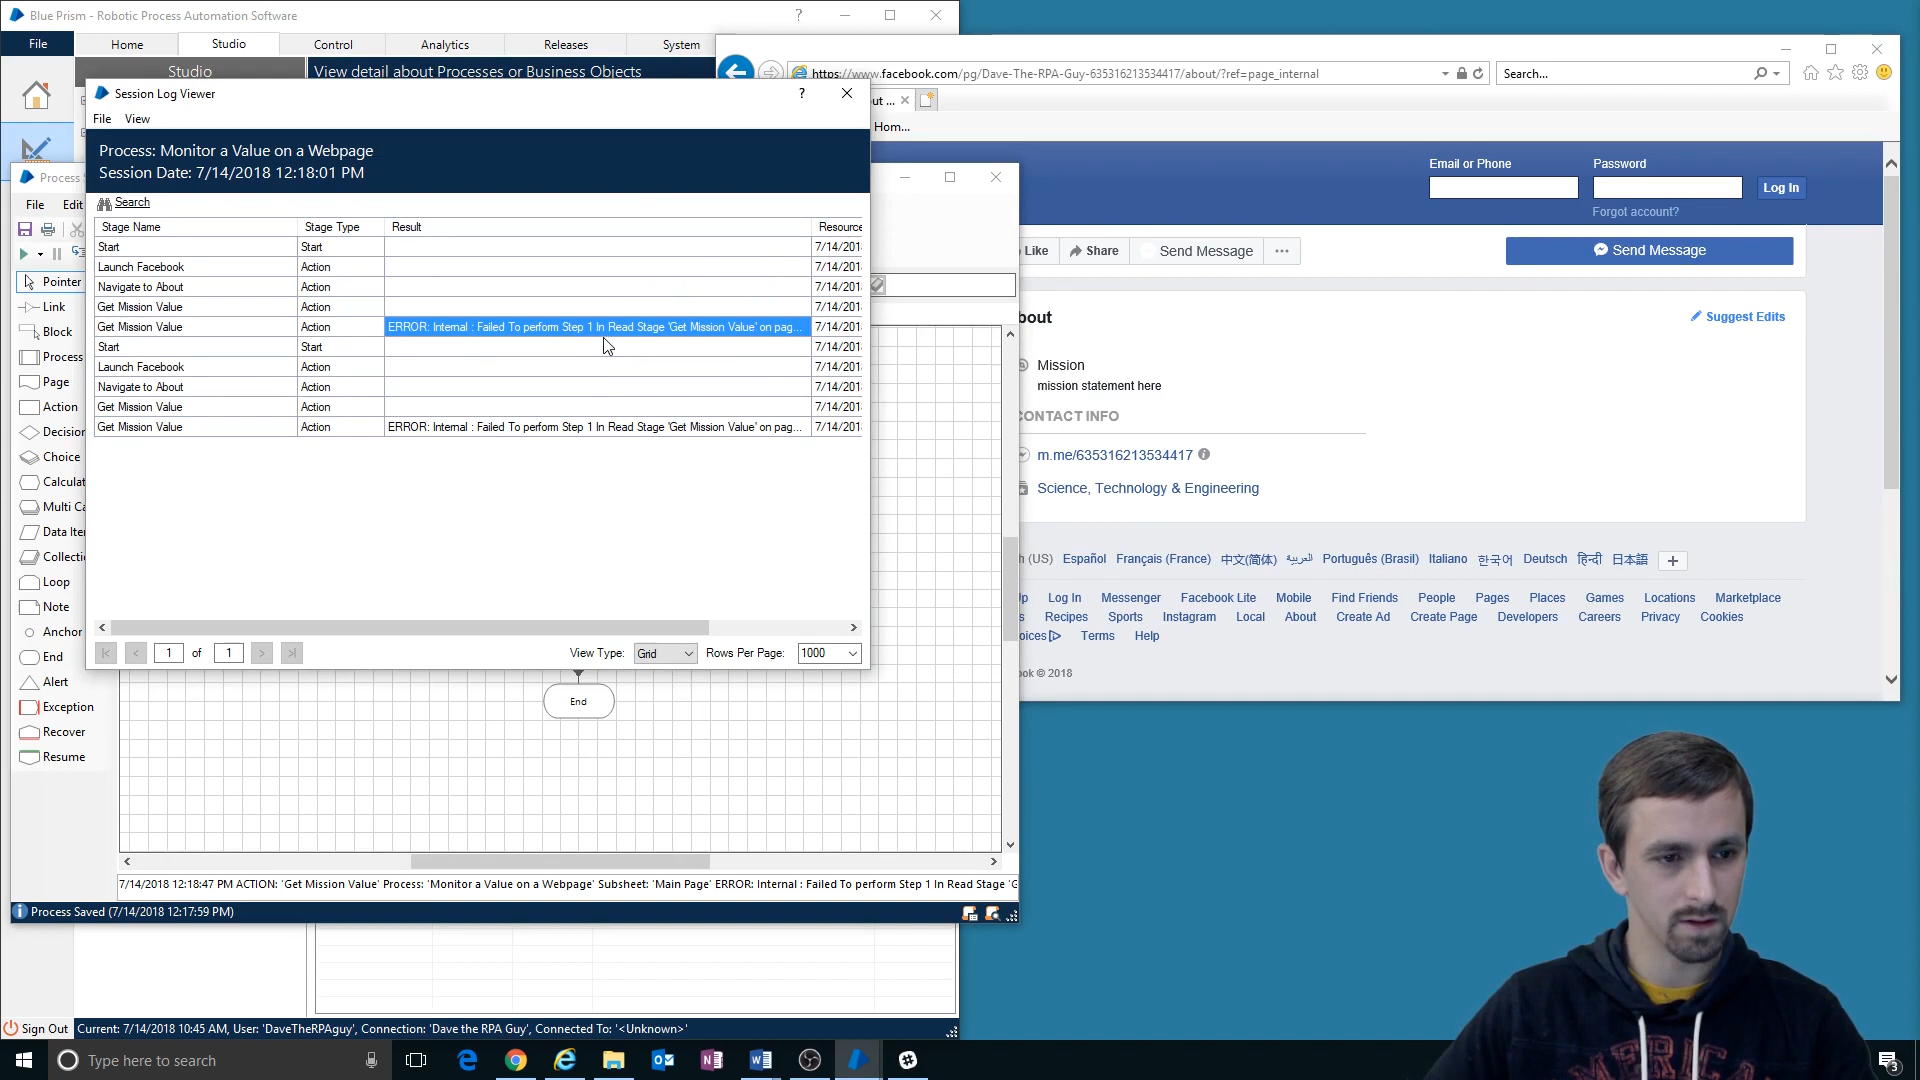 Blue Prism - Robotic Process Automation Software
?
File
Home
Studio
Control
Analytics
Releases
System
Studio
View detail about Processes or Business Objects
https://www.facebook.com/pg/Dave-The-RPA-Guy-635316213534417/about/?ref=page_internal
Search...
Session Log Viewer
?
ut ...
Hom...
File
View
Process: Monitor a Value on a Webpage
Session Date: 7/14/2018 12:18:01 PM
Email or Phone
Password
Log In
Forgot account?
Process S
File
Edit
Search
Stage Name
Stage Type
Result
Resource
Start
Start
7/14/201
Launch Facebook
Action
7/14/201
Navigate to About
Action
7/14/201
Get Mission Value
Action
7/14/201
Get Mission Value
Action
ERROR: Internal : Failed To perform Step 1 In Read Stage 'Get Mission Value' on pag...
7/14/201
Start
Start
7/14/201
Launch Facebook
Action
7/14/201
Navigate to About
Action
7/14/201
Get Mission Value
Action
7/14/201
Get Mission Value
Action
ERROR: Internal : Failed To perform Step 1 In Read Stage 'Get Mission Value' on pag...
7/14/201
1
of
1
View Type:
Grid
Rows Per Page:
1000
Pointer
Link
Block
Process
Page
Action
Decision
Choice
Calculat
Multi Ca
Data Ite
Collecti
Loop
Note
Anchor
End
Alert
Exception
Recover
Resume
Like
Share
Send Message
...
Send Message
bout
Suggest Edits
Mission
mission statement here
CONTACT INFO
m.me/635316213534417
Science, Technology & Engineering
(US)
Español
Français (France)
中文(简体)
العربية
Português (Brasil)
Italiano
한국어
Deutsch
हिन्दी
日本語
Up
Log In
Messenger
Facebook Lite
Mobile
Find Friends
People
Pages
Places
Games
Locations
Marketplace
Recipes
Sports
Instagram
Local
About
Create Ad
Create Page
Developers
Careers
Privacy
Cookies
oices
Terms
Help
ook © 2018
End
7/14/2018 12:18:47 PM ACTION: 'Get Mission Value' Process: 'Monitor a Value on a Webpage' Subsheet: 'Main Page' ERROR: Internal : Failed To perform Step 1 In Read Stage 'G
Process Saved (7/14/2018 12:17:59 PM)
Sign Out
Current: 7/14/2018 10:45 AM, User: 'DaveTheRPAguy', Connection: 'Dave the RPA Guy', Connected To: '<Unknown>'
Type here to search
3